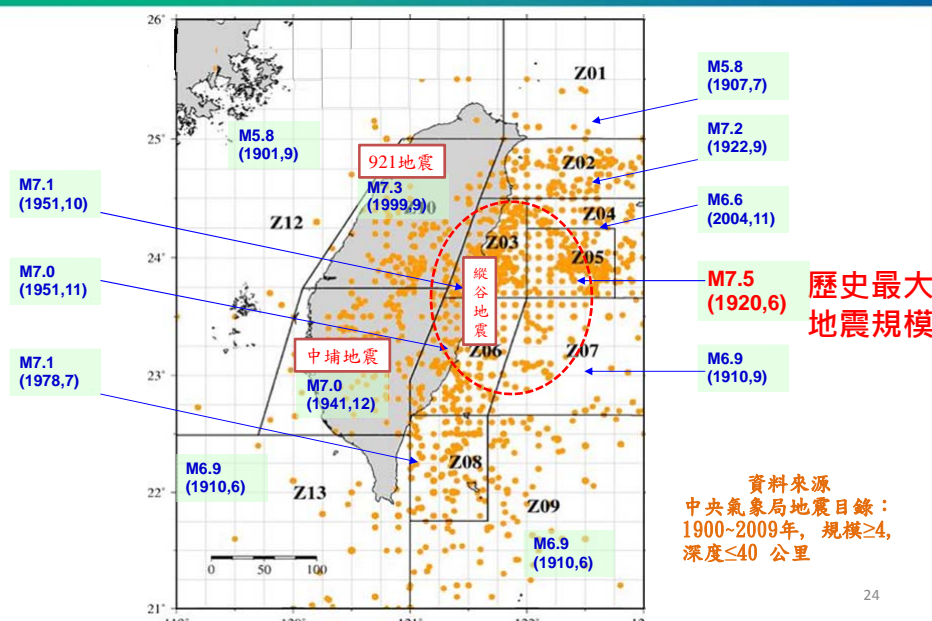 26°
Z01
M5.8
(1907,7)
25°
M5.8
(1901,9)
M7.2
(1922,9)
921地震
Z02
M7.3
(1999,9)
M7.1
(1951,10)
M6.6
(2004,11)
Z12
Z04
Z03
24°
Z05
縱谷地震
M7.0
(1951,11)
M7.5
(1920,6)
歷史最大
地震規模
中埔地震
Z06
Z07
M7.1
(1978,7)
23°
M7.0
(1941,12)
M6.9
(1910,9)
Z08
M6.9
(1910,6)
Z13
22°
Z09
資料來源
中央氣象局地震目錄：
1900~2009年, 規模≥4,
深度≤40 公里
M6.9
(1910,6)
0 50 100
24
21°